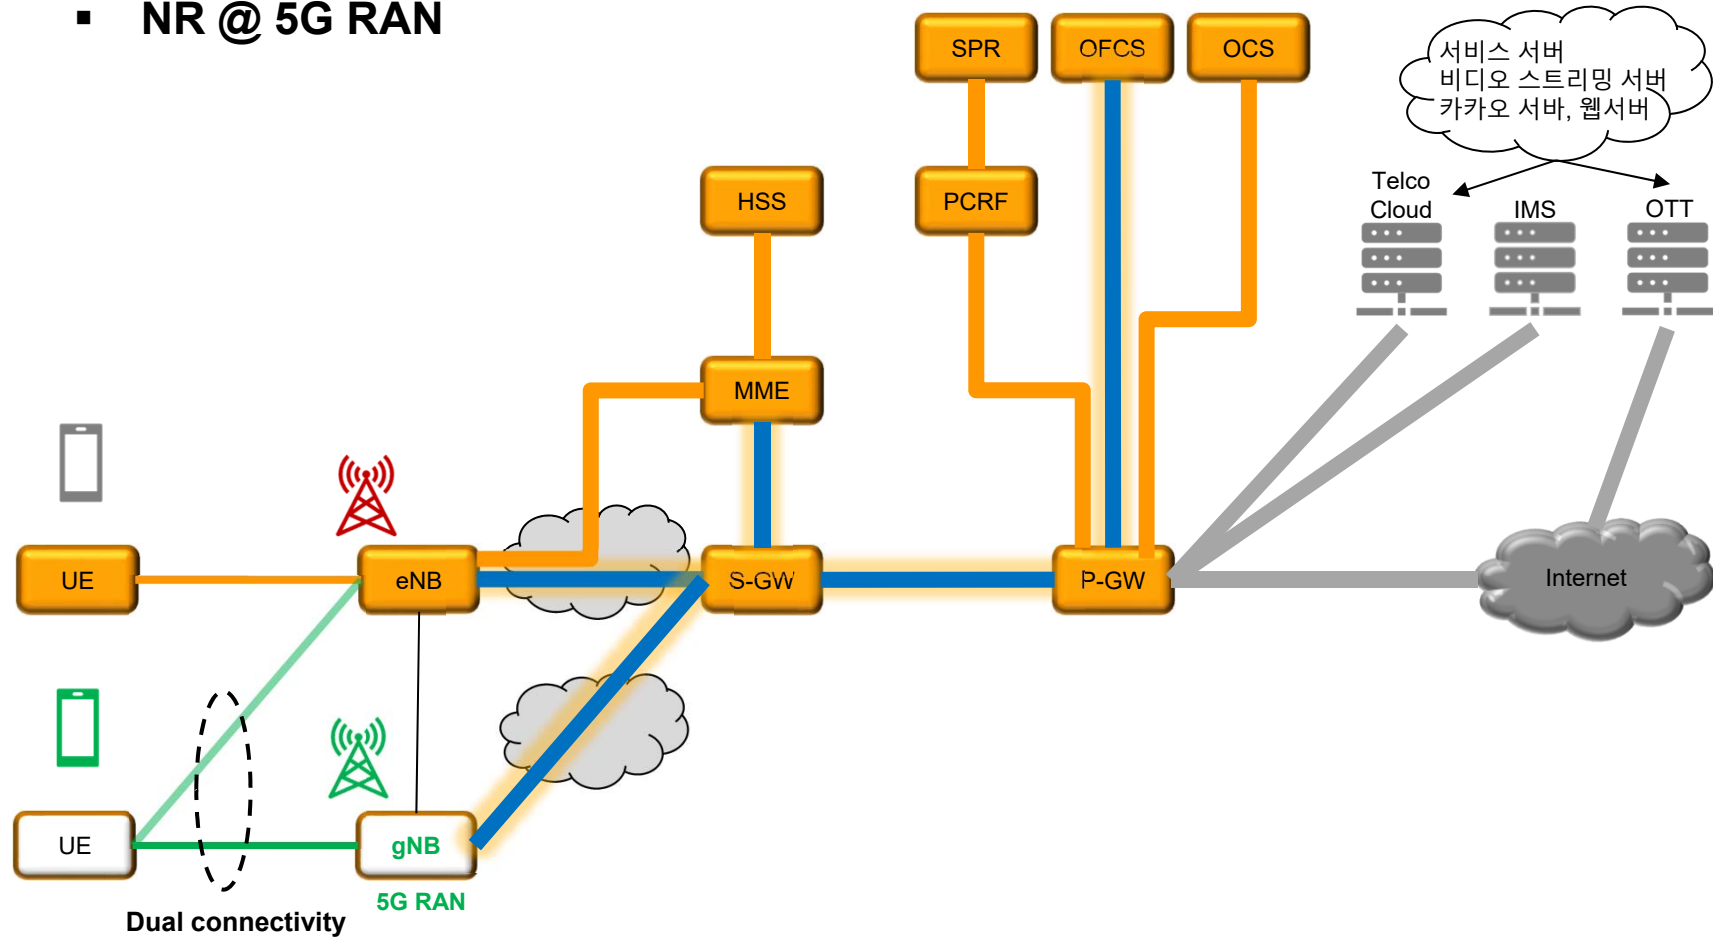 ▪ NR @ 5G RAN
SPR
OFCS
OCS
서비스 서버
비디오 스트리밍 서버
카카오 서바, 웹서버
HSS
PCRF
Telco
Cloud
IMS
OTT
MME
UE
eNB
S-GW
P-GW
Internet
UE
gNB
5G RAN
Dual connectivity